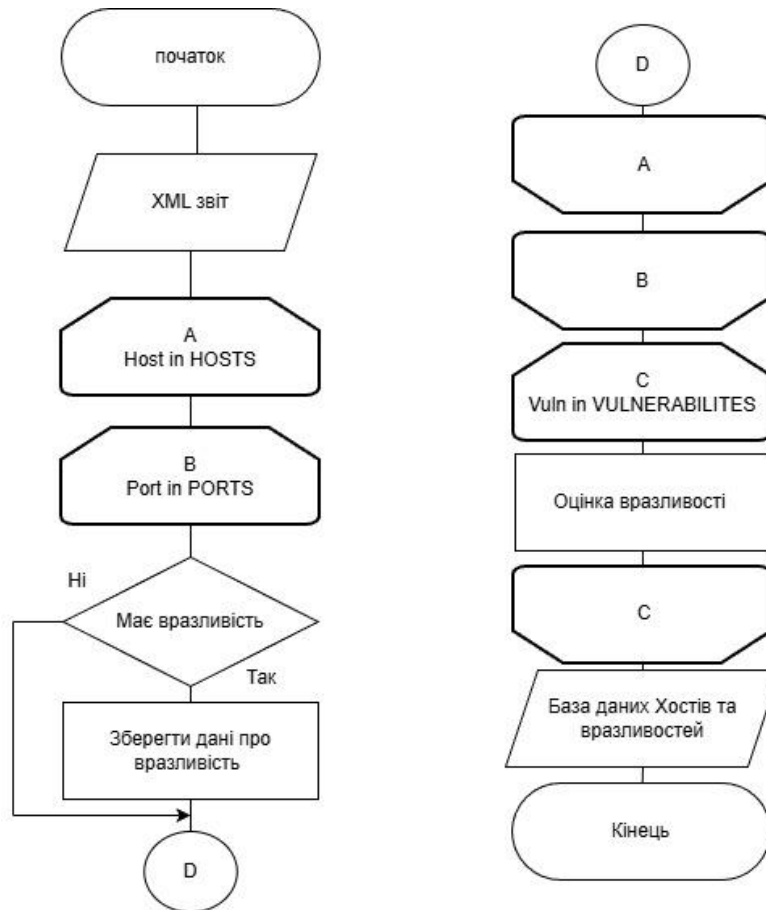 початок
XML звіт
A
Host in HOSTS
B
Port in PORTS
Ні
Має вразливість
Так
Зберегти дані про
вразливість
D
D
A
B
C
Vuln in VULNERABILITES
Оцінка вразливості
C
База даних Хостів та
вразливостей
Кінець